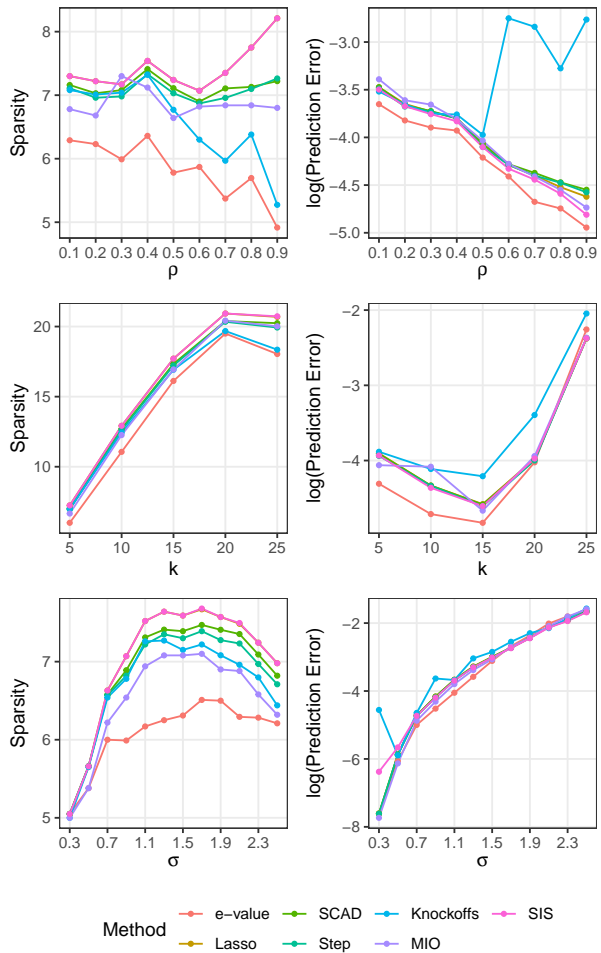 Sparsity
8
7
6
5
0.1 0.2 0.3 0.4 0.5 0.6 0.7 0.8 0.9
ρ
log(Prediction Error)
−3.0
−3.5
−4.0
−4.5
−5.0
0.1 0.2 0.3 0.4 0.5 0.6 0.7 0.8 0.9
ρ
Sparsity
20
15
10
5 10 15 20 25
k
log(Prediction Error)
−2
−3
−4
5 10 15 20 25
k
Sparsity
7
6
5
0.3 0.7 1.1 1.5 1.9 2.3
σ
log(Prediction Error)
−2
−4
−6
−8
0.3 0.7 1.1 1.5 1.9 2.3
σ
Method
e−value SCAD Knockoffs SIS
Lasso Step MIO